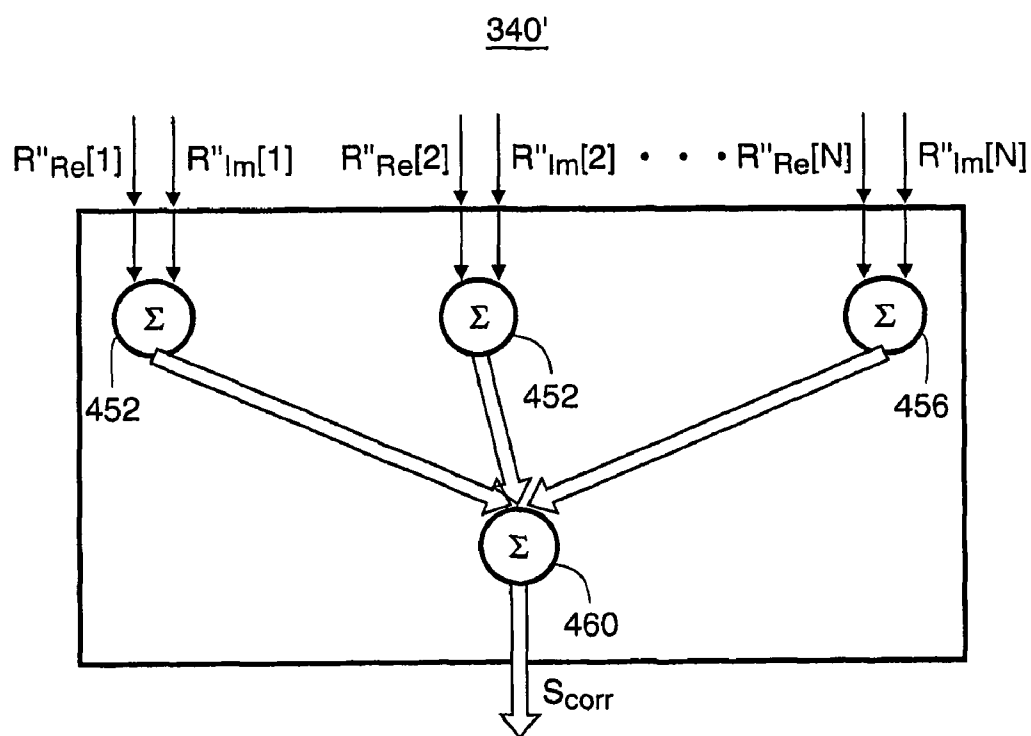 340'
R"Re[1] R"Im[1] R"Re[2] R"Im[2] • • • R"Re[N] R"Im[N]
Σ Σ Σ
452 452 456
Σ
460
Scorr